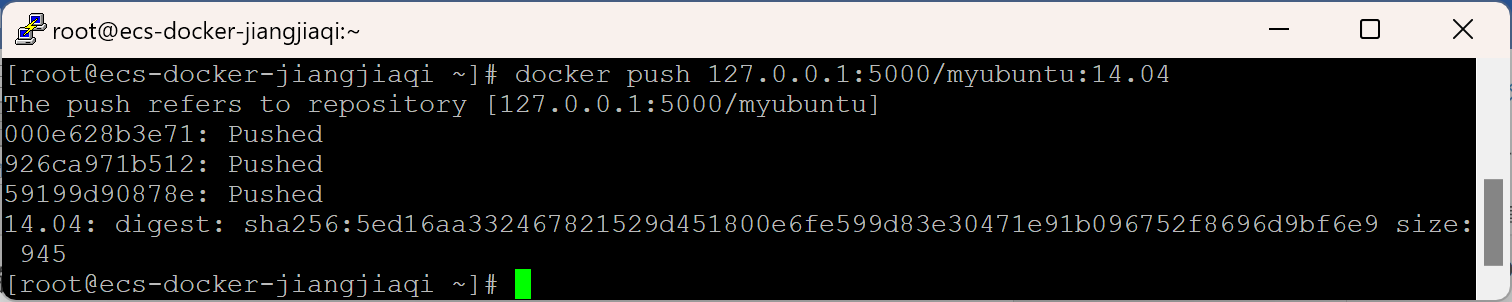 root@ecs-docker-jiangjiaqi:~
[root@ecs-docker-jiangjiaqi ~]# docker push 127.0.0.1:5000/myubuntu:14.04
The push refers to repository [127.0.0.1:5000/myubuntu]
000e628b3e71: Pushed
926ca971b512: Pushed
59199d90878e: Pushed
14.04: digest: sha256:5ed16aa332467821529d451800e6fe599d83e30471e91b096752f8696d9bf6e9 size:
945
[root@ecs-docker-jiangjiaqi ~]#